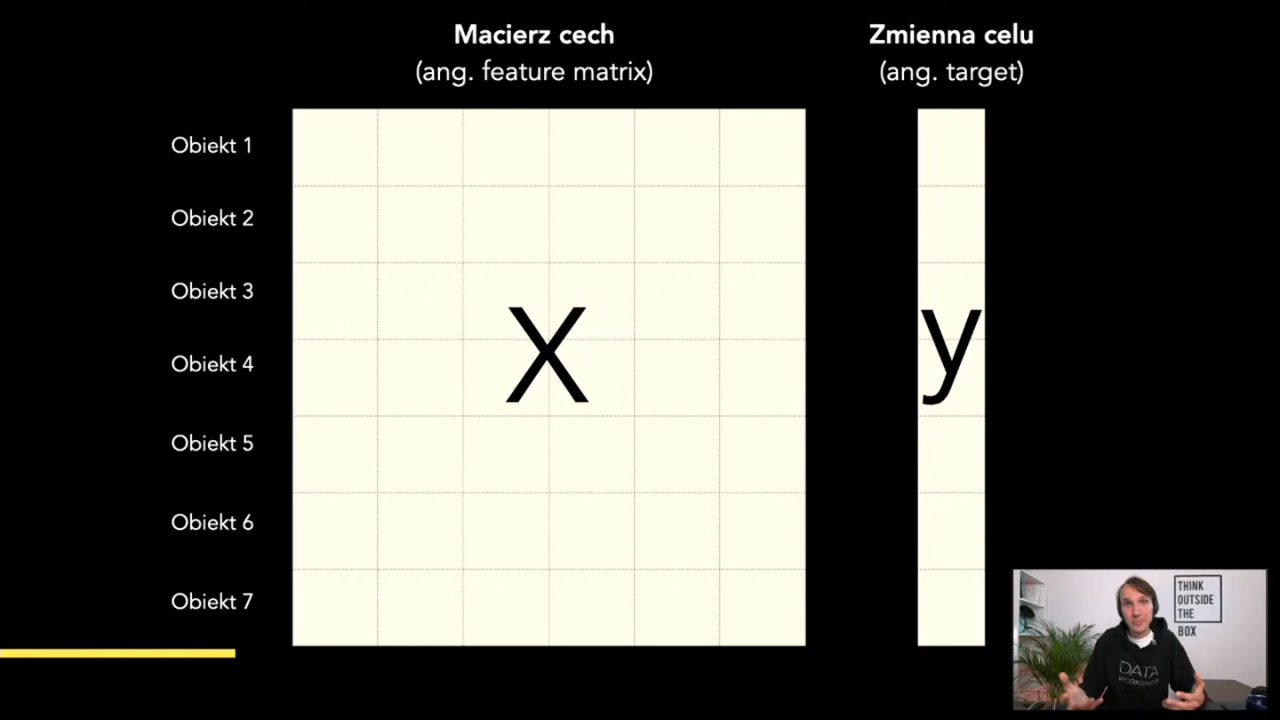 Macierz cech
(ang. feature matrix)
Zmienna celu
(ang. target)
Obiekt 1
Obiekt 2
Obiekt 3
Obiekt 4
Obiekt 5
Obiekt 6
Obiekt 7
X
y
THINK
OUTSIDE
THE
BOX
DATA
WORKSHOP